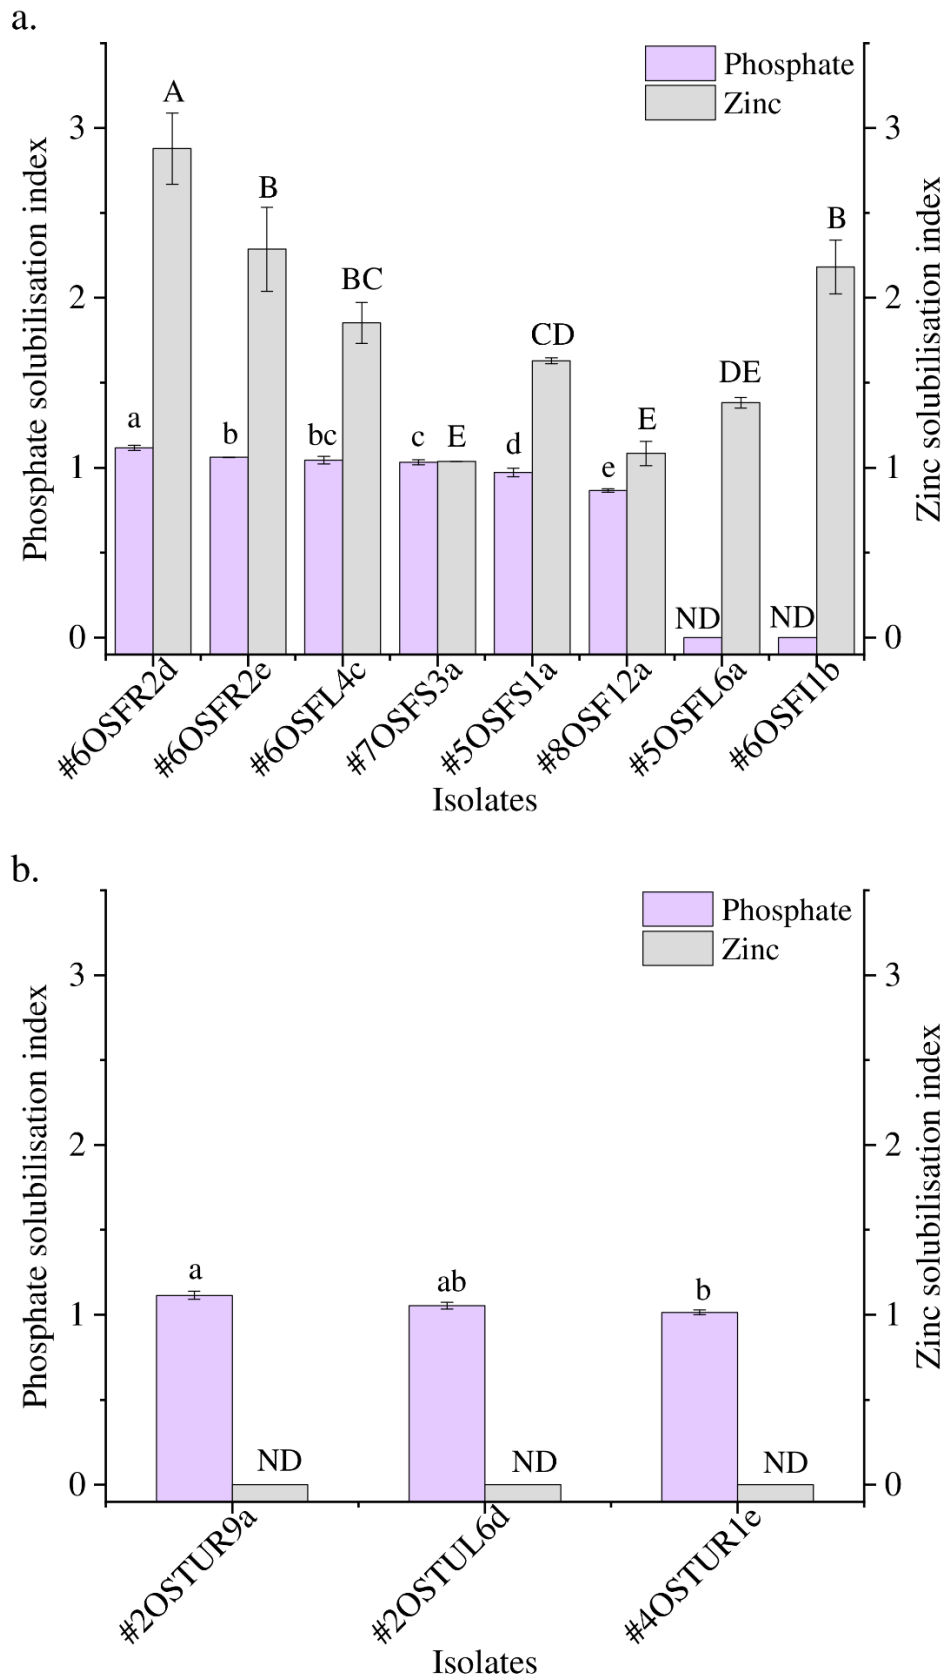 a.
Phosphate
Zinc
Phosphate solubilisation index
Zinc solubilisation index
3
2
1
0
3
2
1
0
A
B
BC
CD
B
DE
a
b
bc
c
E
d
e
E
ND
ND
#6OSFR2d
#6OSFR2e
#6OSFL4c
#7OSFS3a
#5OSFS1a
#8OSF12a
#5OSFL6a
#6OSFI1b
Isolates
b.
Phosphate
Zinc
Phosphate solubilisation index
Zinc solubilisation index
3
2
1
0
3
2
1
0
a
ab
b
ND
ND
ND
#2OSTUR9a
#2OSTUL6d
#4OSTUR1e
Isolates